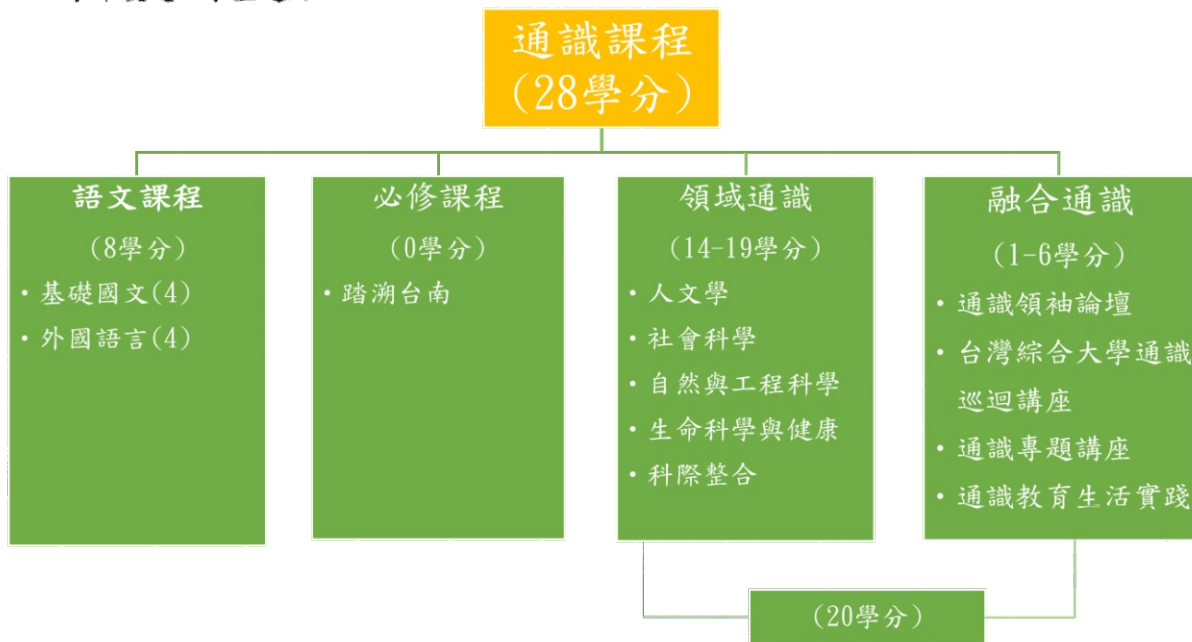 通識課程
(28學分)
語文課程
(8學分)
・基礎國文(4)
・外國語言(4)
必修課程
(0學分)
・踏溯台南
領域通識
(14-19學分)
・人文學
・社會科學
・自然與工程科學
・生命科學與健康
・科際整合
融合通識
(1-6學分)
・通識領袖論壇
・台灣綜合大學通識
巡迴講座
・通識專題講座
・通識教育生活實踐
(20學分)